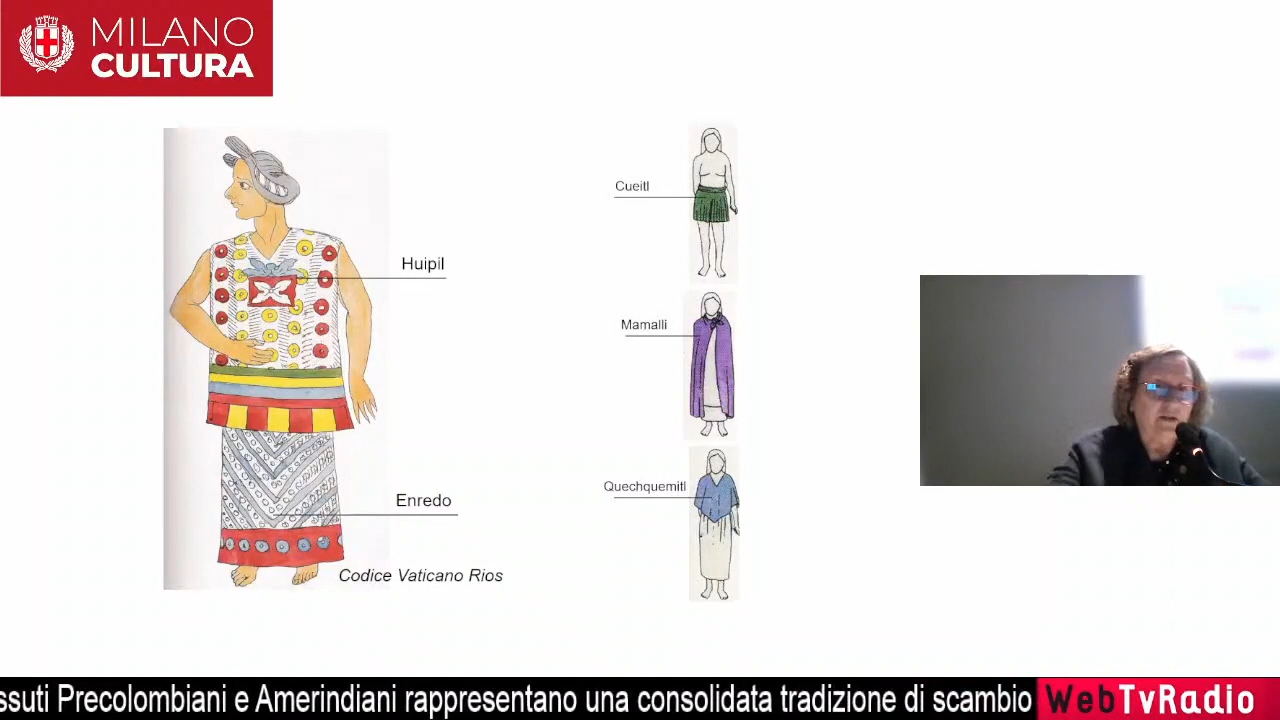 MILANO
CULTURA
Huipil
Enredo
Codice Vaticano Rios
Cueitl
Mamalli
Quechquemitl
ssuti Precolombiani e Amerindiani rappresentano una consolidata tradizione di scambio
WebTvRadio